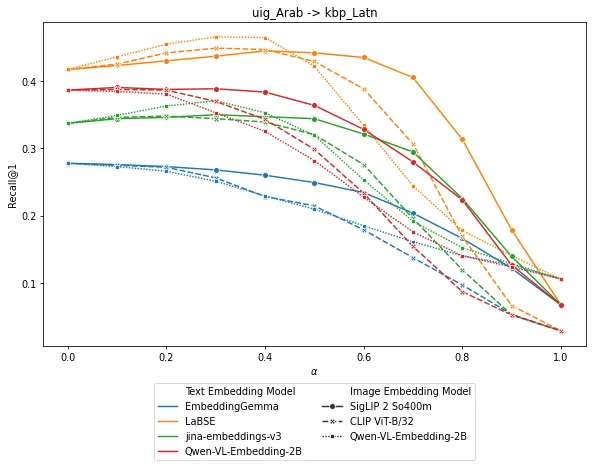 uig_Arab -> kbp_Latn
Recall@1
0.4
0.3
0.2
0.1
0.0
0.2
0.4
0.6
0.8
1.0
α
Text Embedding Model
EmbeddingGemma
LaBSE
jina-embeddings-v3
Qwen-VL-Embedding-2B
Image Embedding Model
SigLIP 2 So400m
CLIP ViT-B/32
Qwen-VL-Embedding-2B